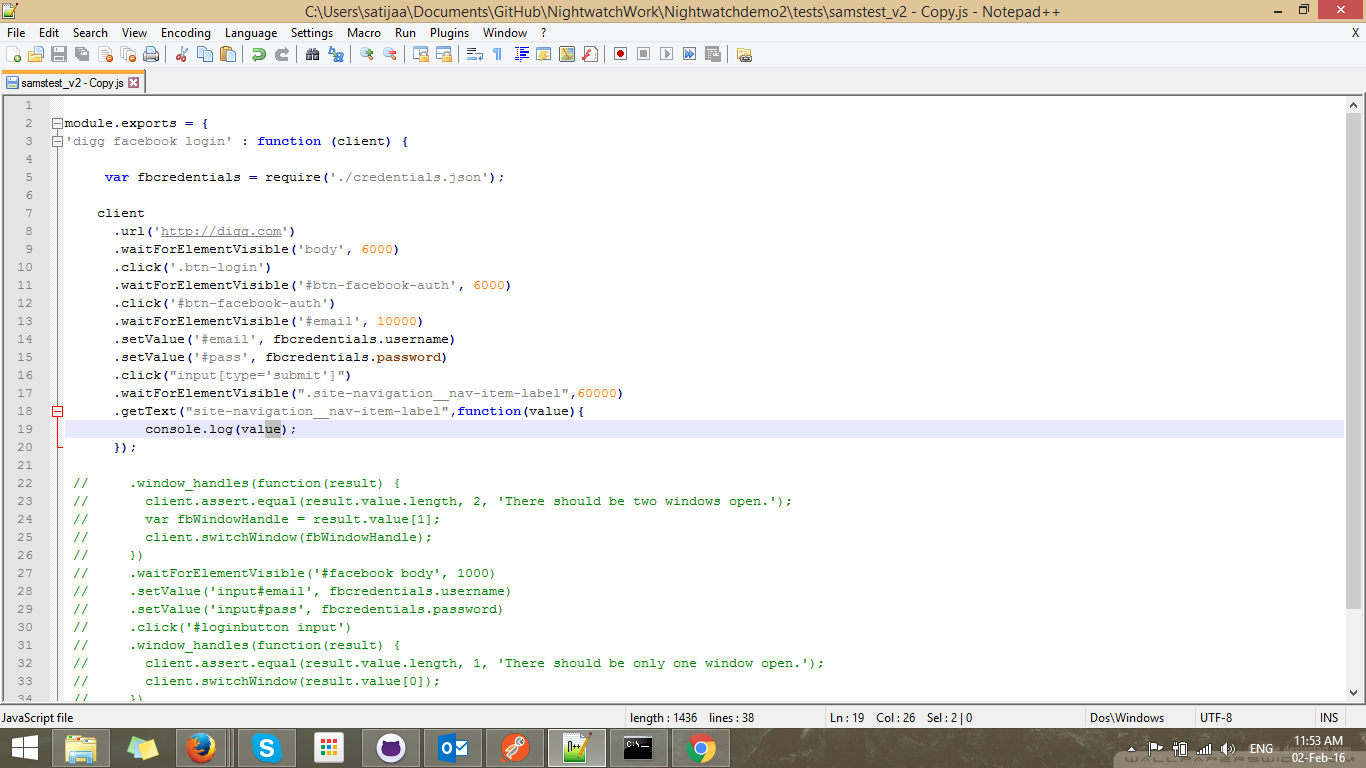 C:\Users\satijaa\Documents\GitHub\NightwatchWork\Nightwatchdemo2\tests\samstest_v2 - Copy.js - Notepad++
File Edit Search View Encoding Language Settings Macro Run Plugins Window ? X
samstest_v2 - Copy.js
1
2 module.exports = {
3 'digg facebook login' : function (client) {
4
5 var fbcredentials = require('./credentials.json');
6
7 client
8 .url('http://digg.com')
9 .waitForElementVisible('body', 6000)
10 .click('.btn-login')
11 .waitForElementVisible('#btn-facebook-auth', 6000)
12 .click('#btn-facebook-auth')
13 .waitForElementVisible('#email', 10000)
14 .setValue('#email', fbcredentials.username)
15 .setValue('#pass', fbcredentials.password)
16 .click("input[type='submit']")
17 .waitForElementVisible(".site-navigation__nav-item-label",60000)
18 .getText("site-navigation__nav-item-label",function(value){
19 console.log(value);
20 });
21
22 // .window_handles(function(result) {
23 // client.assert.equal(result.value.length, 2, 'There should be two windows open.');
24 // var fbWindowHandle = result.value[1];
25 // client.switchWindow(fbWindowHandle);
26 // })
27 // .waitForElementVisible('#facebook body', 1000)
28 // .setValue('input#email', fbcredentials.username)
29 // .setValue('input#pass', fbcredentials.password)
30 // .click('#loginbutton input')
31 // .window_handles(function(result) {
32 // client.assert.equal(result.value.length, 1, 'There should be only one window open.');
33 // client.switchWindow(result.value[0]);
34 // })
JavaScript file length : 1436 lines : 38 Ln : 19 Col : 26 Sel : 2 | 0 Dos\Windows UTF-8 INS
ENG 11:53 AM
02-Feb-16